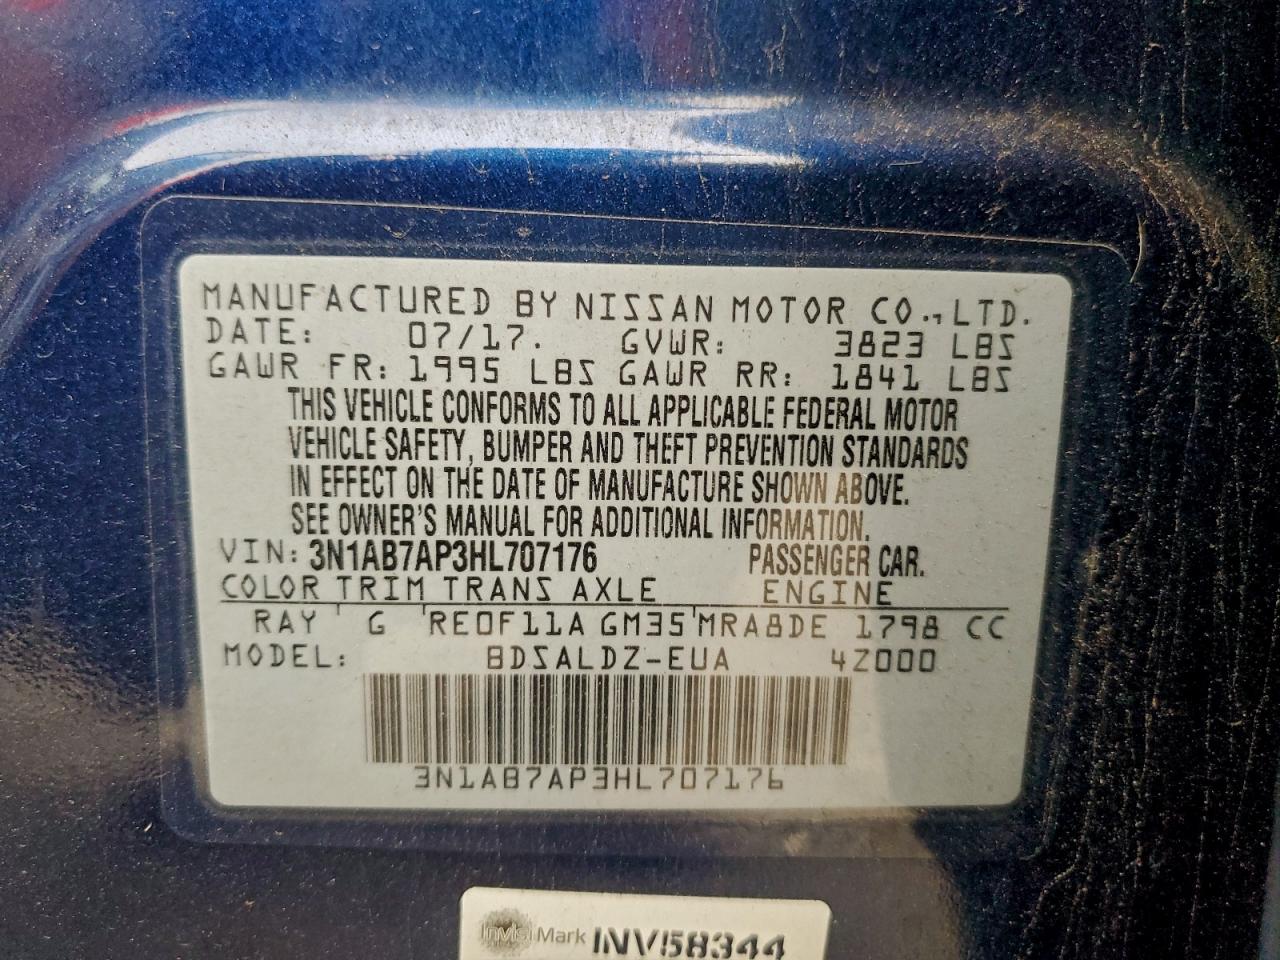 MANUFACTURED BY NISSAN MOTOR CO., LTD.
DATE: 07/17. GVWR: 3823 LBS
GAWR FR: 1995 LBS GAWR RR: 1841 LBS
THIS VEHICLE CONFORMS TO ALL APPLICABLE FEDERAL MOTOR
VEHICLE SAFETY, BUMPER AND THEFT PREVENTION STANDARDS
IN EFFECT ON THE DATE OF MANUFACTURE SHOWN ABOVE.
SEE OWNER'S MANUAL FOR ADDITIONAL INFORMATION.
VIN: 3N1AB7AP3HL707176 PASSENGER CAR.
COLOR TRIM TRANS AXLE ENGINE
RAY ' G 'RE0F11A GM35'MRA8DE 1798 CC
MODEL: BDSALDZ-EUA 4Z000
3N1AB7AP3HL707176
InvisiMark INV58344